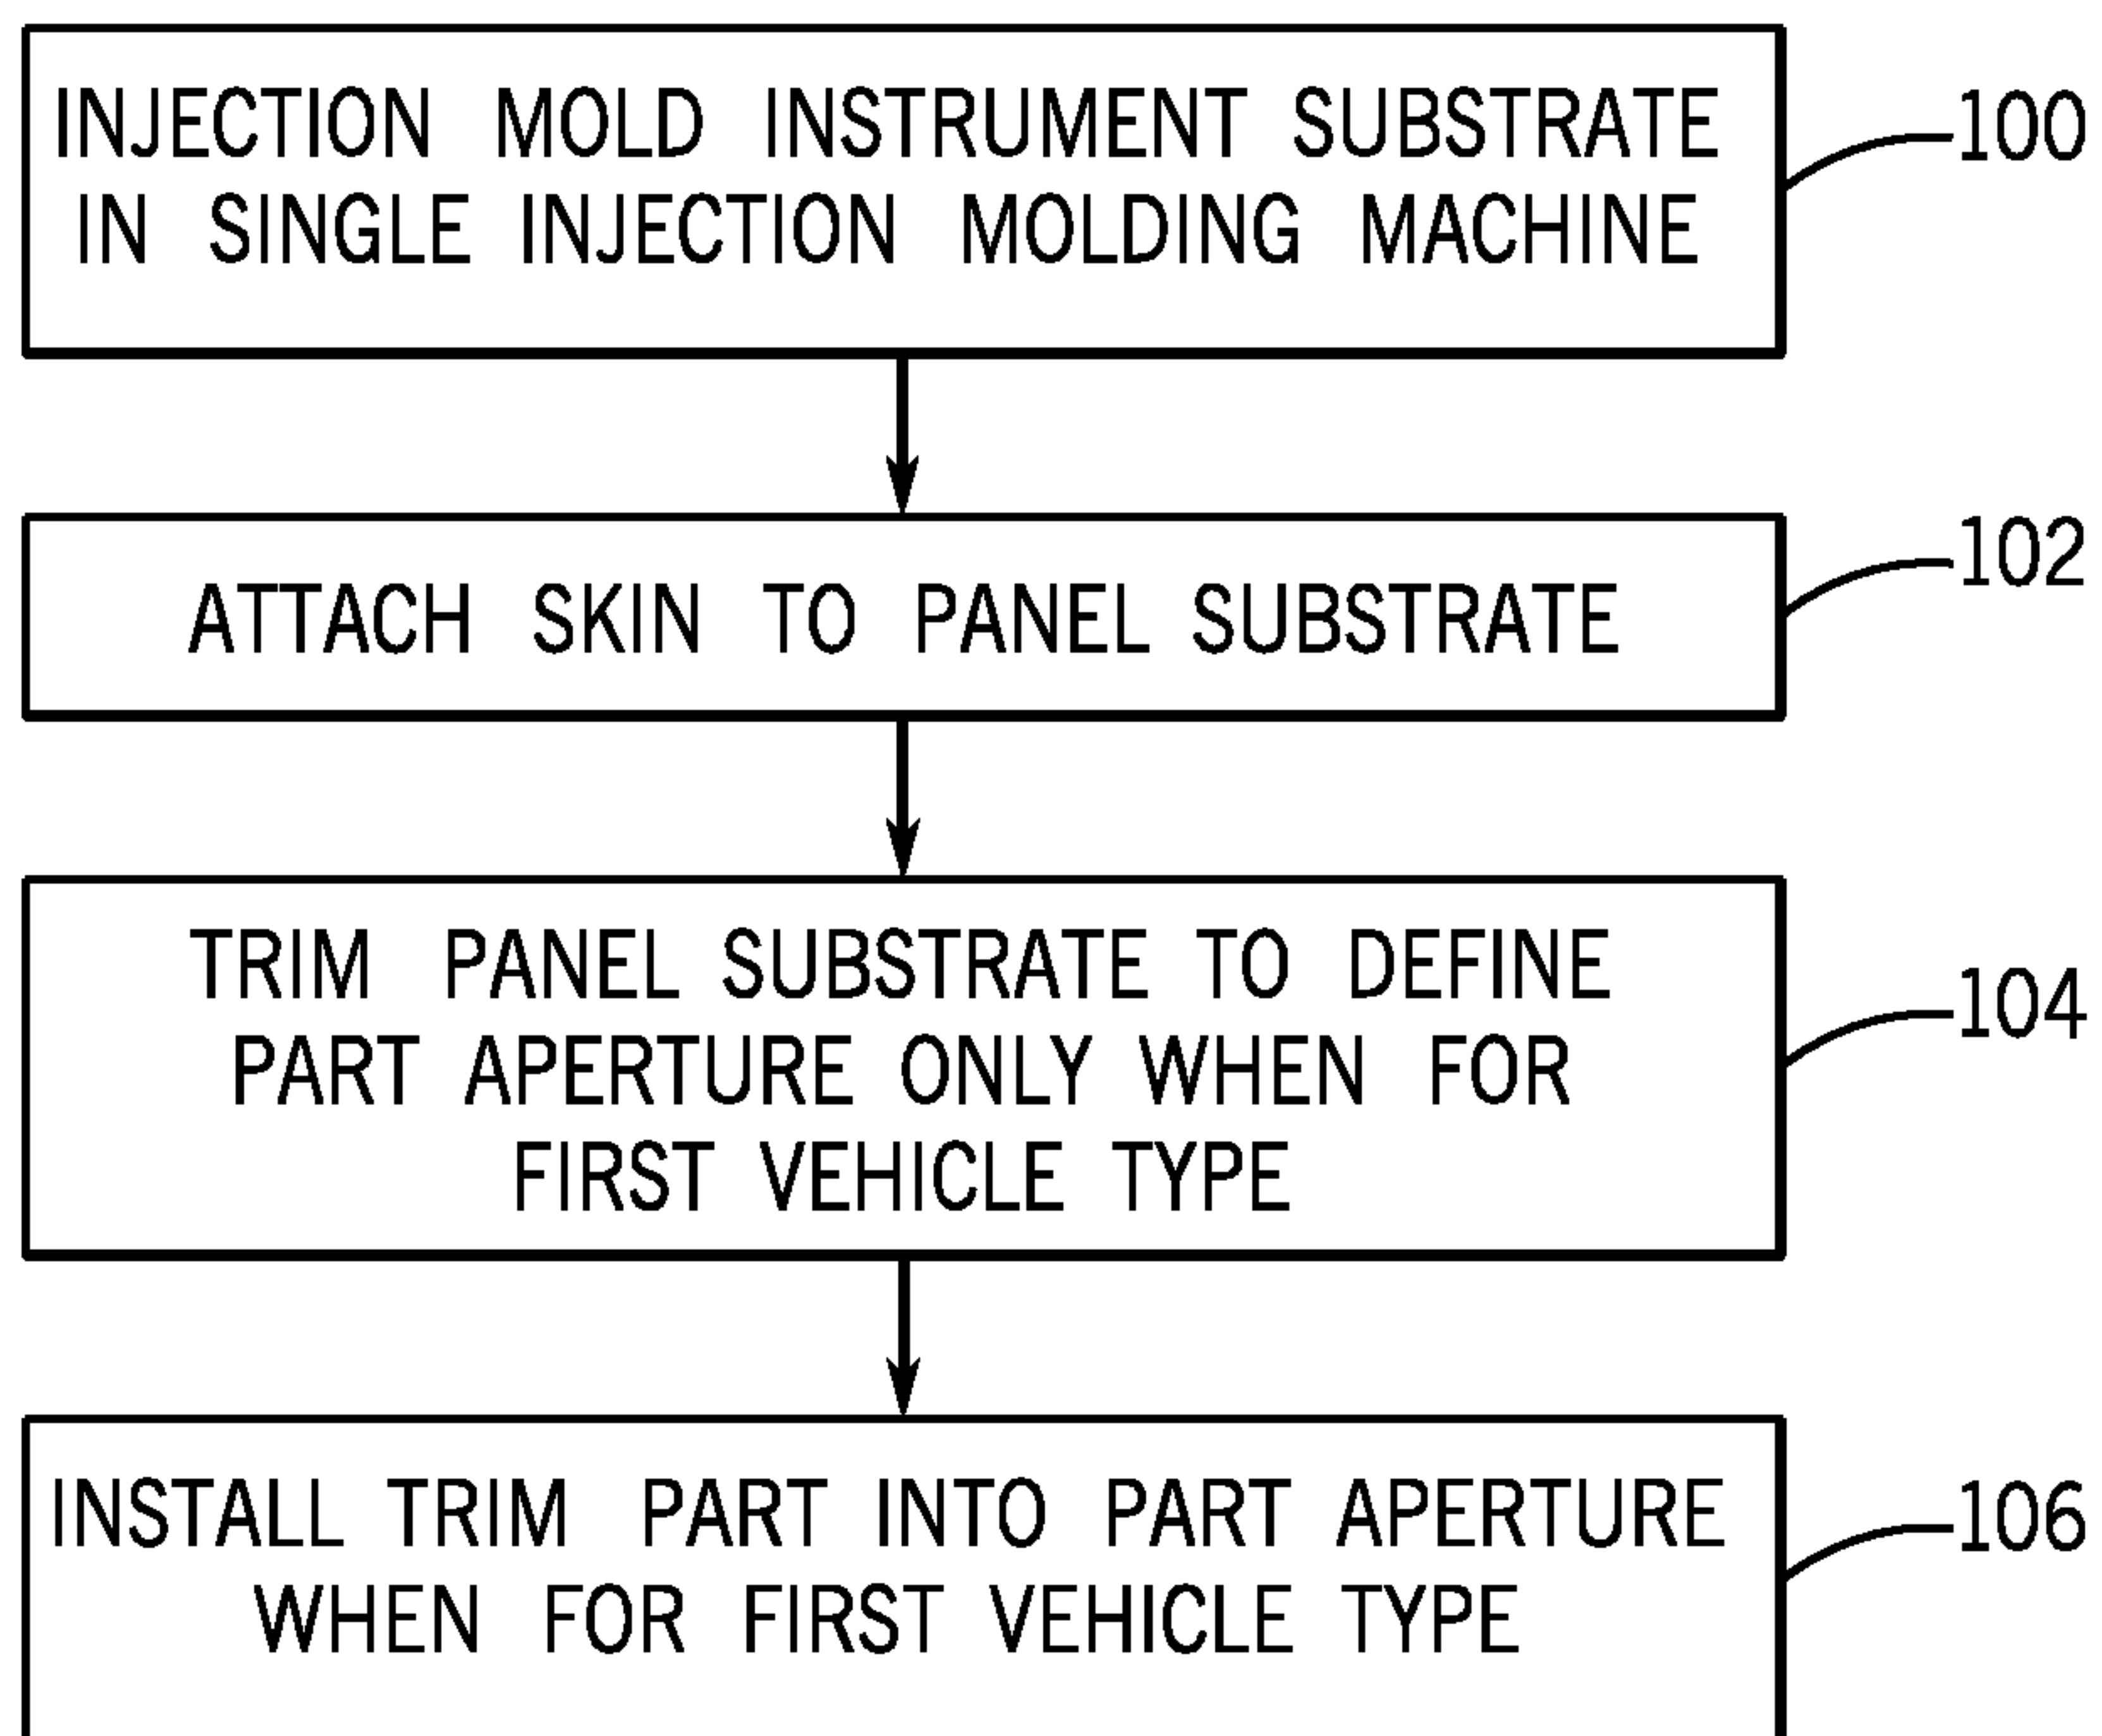 INJECTION MOLD INSTRUMENT SUBSTRATE
IN SINGLE INJECTION MOLDING MACHINE
100
ATTACH SKIN TO PANEL SUBSTRATE
102
TRIM PANEL SUBSTRATE TO DEFINE
PART APERTURE ONLY WHEN FOR
FIRST VEHICLE TYPE
104
INSTALL TRIM PART INTO PART APERTURE
WHEN FOR FIRST VEHICLE TYPE
106